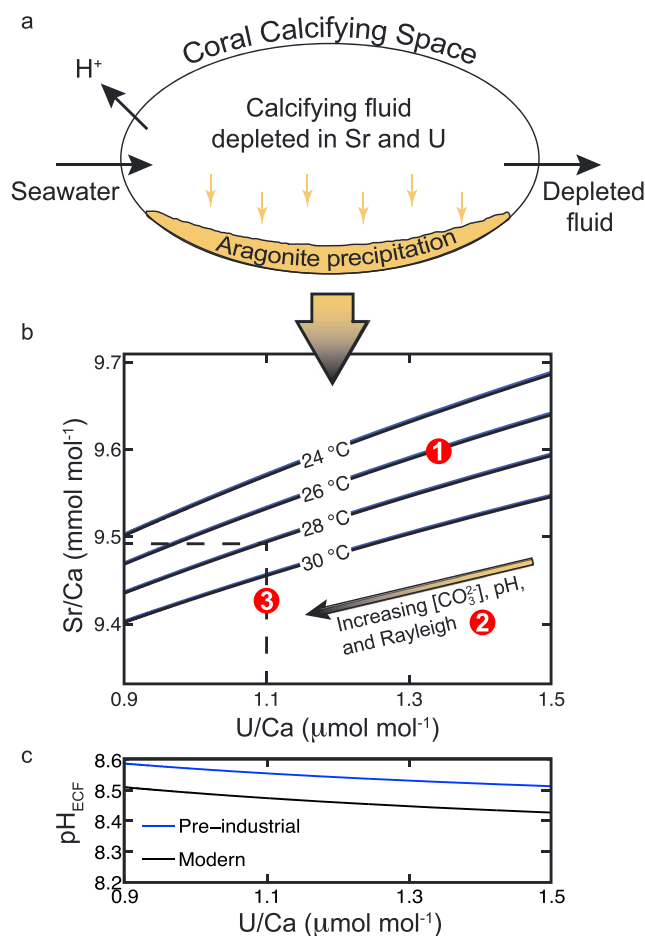 a
Coral Calcifying Space
H⁺
Calcifying fluid
depleted in Sr and U
Seawater
Depleted
fluid
Aragonite precipitation
b
9.7
9.6
9.5
9.4
Sr/Ca (mmol mol⁻¹)
24 °C
26 °C
28 °C
30 °C
1
3
Increasing [CO₃²⁻], pH,
and Rayleigh
2
0.9
1.1
1.3
1.5
U/Ca (μmol mol⁻¹)
c
8.6
8.5
8.4
8.3
8.2
pH_ECF
Pre−industrial
Modern
0.9
1.1
1.3
1.5
U/Ca (μmol mol⁻¹)